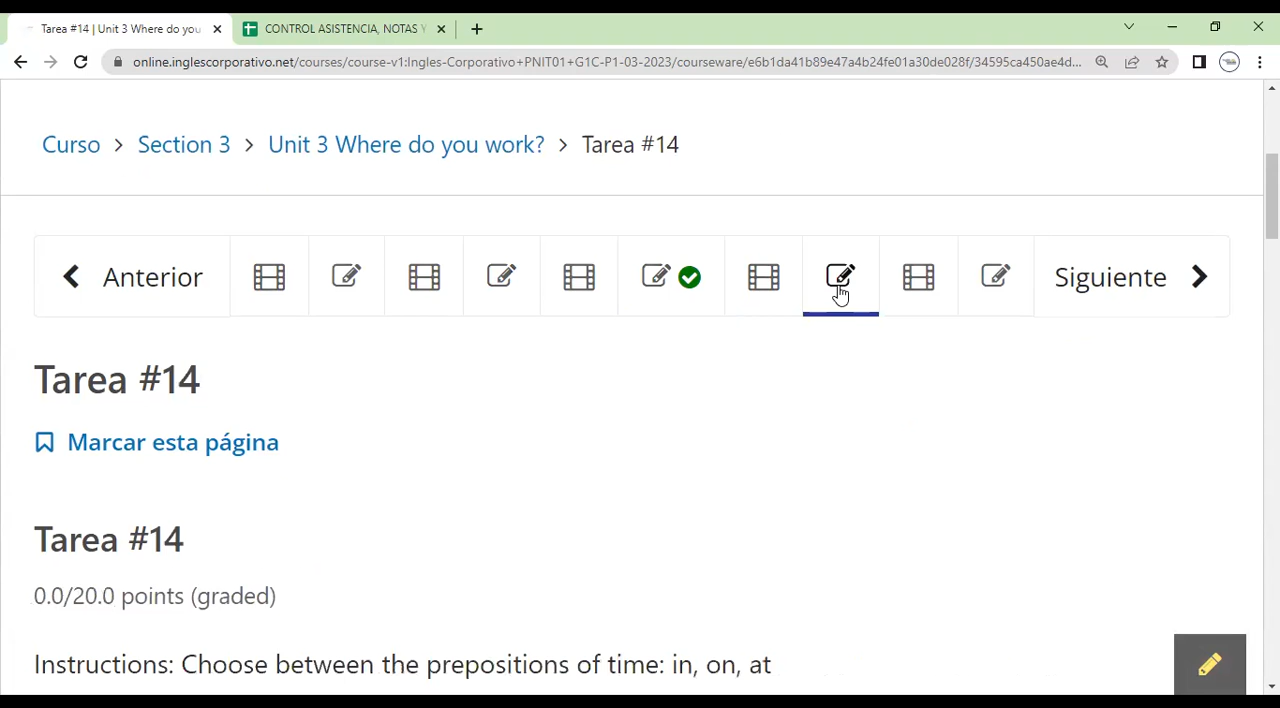 Tarea #14 | Unit 3 Where do you
CONTROL ASISTENCIA, NOTAS Y
online.inglescorporativo.net/courses/course-v1:Ingles-Corporativo+PNIT01+G1C-P1-03-2023/courseware/e6b1da41b89e47a4b24fe01a30de028f/34595ca450ae4d...
Curso > Section 3 > Unit 3 Where do you work? > Tarea #14
Anterior
Siguiente
Tarea #14
Marcar esta página
Tarea #14
0.0/20.0 points (graded)
Instructions: Choose between the prepositions of time: in, on, at